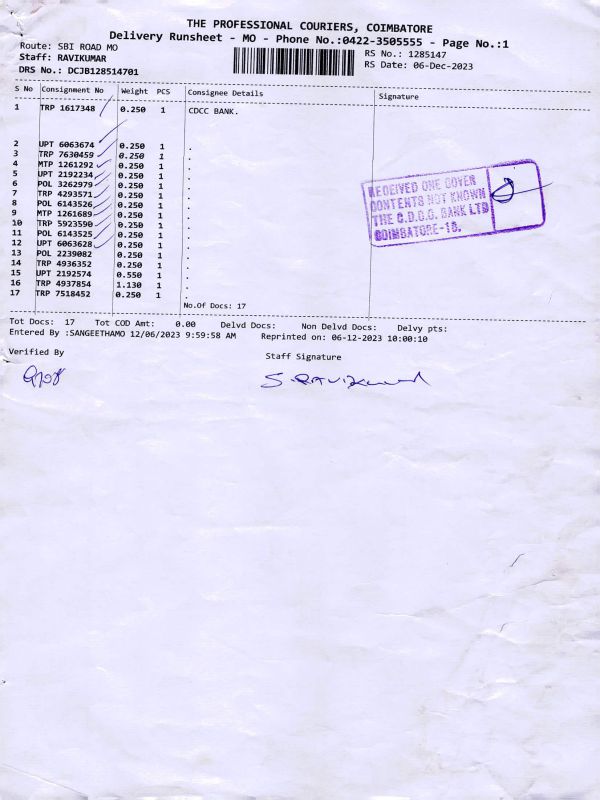 THE PROFESSIONAL COURIERS, COIMBATORE
Delivery Runsheet - MO - Phone No.:0422-3505555 - Page No.:1
Route: SBI ROAD MO
RS No.: 1285147
Staff: RAVIKUMAR
RS Date: 06-Dec-2023
DRS No.: DCJB128514701
S No Consignment No Weight PCS Consignee Details Signature
1 TRP 1617348 0.250 1 CDCC BANK.
2 UPT 6063674 0.250 1 .
3 TRP 7630459 0.250 1 .
4 MTP 1261292 0.250 1 .
5 UPT 2192234 0.250 1 .
6 POL 3262979 0.250 1 .
7 TRP 4293571 0.250 1 .
8 POL 6143526 0.250 1 .
9 MTP 1261689 0.250 1 .
10 TRP 5923590 0.250 1 .
11 POL 6143525 0.250 1 .
12 UPT 6063628 0.250 1 .
13 POL 2239082 0.250 1 .
14 TRP 4936352 0.250 1 .
15 UPT 2192574 0.550 1 .
16 TRP 4937854 1.130 1 .
17 TRP 7518452 0.250 1 .
RECEIVED ONE COVER
CONTENTS NOT KNOWN
THE C.D.C.C. BANK LTD
COIMBATORE-18.
No.Of Docs: 17
Tot Docs: 17 Tot COD Amt: 0.00 Delvd Docs: Non Delvd Docs: Delvy pts:
Entered By :SANGEETHAMO 12/06/2023 9:59:58 AM Reprinted on: 06-12-2023 10:00:10
Verified By
Staff Signature
S. RAVIKumar